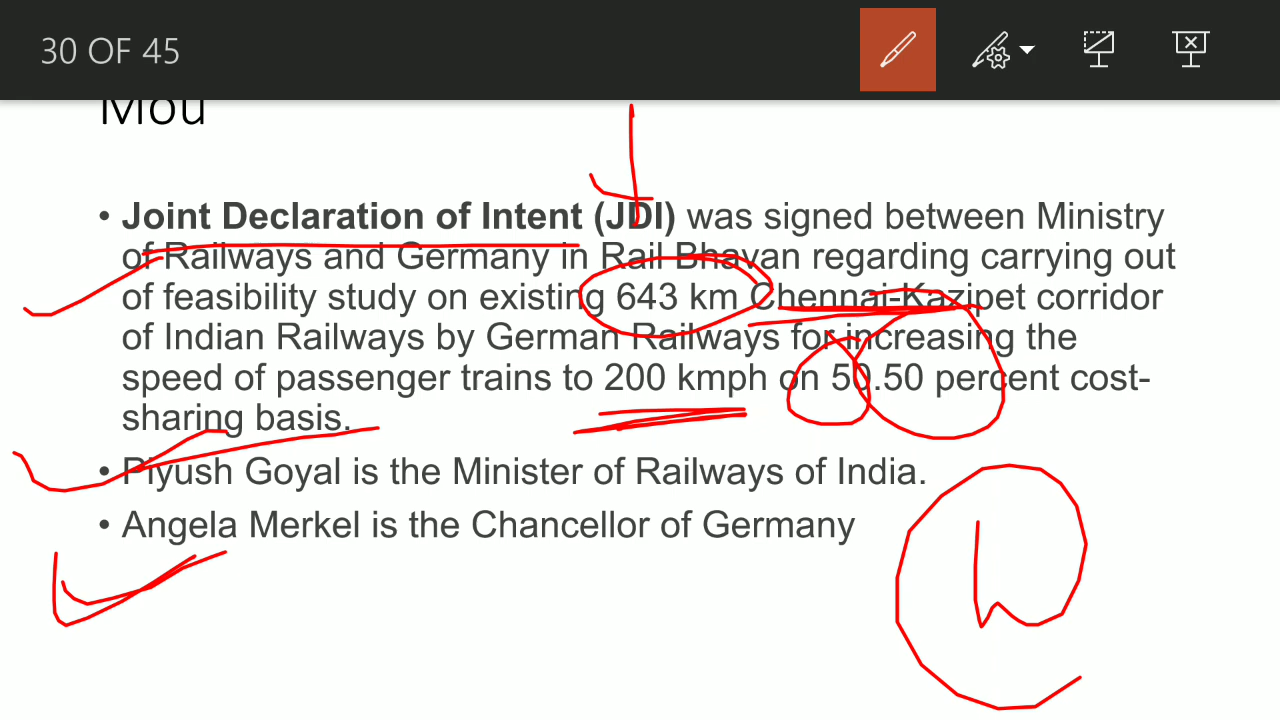 30 OF 45
Mou
• Joint Declaration of Intent (JDI) was signed between Ministry
of Railways and Germany in Rail Bhavan regarding carrying out
of feasibility study on existing 643 km Chennai-Kazipet corridor
of Indian Railways by German Railways for increasing the
speed of passenger trains to 200 kmph on 50.50 percent cost-
sharing basis.
• Piyush Goyal is the Minister of Railways of India.
• Angela Merkel is the Chancellor of Germany